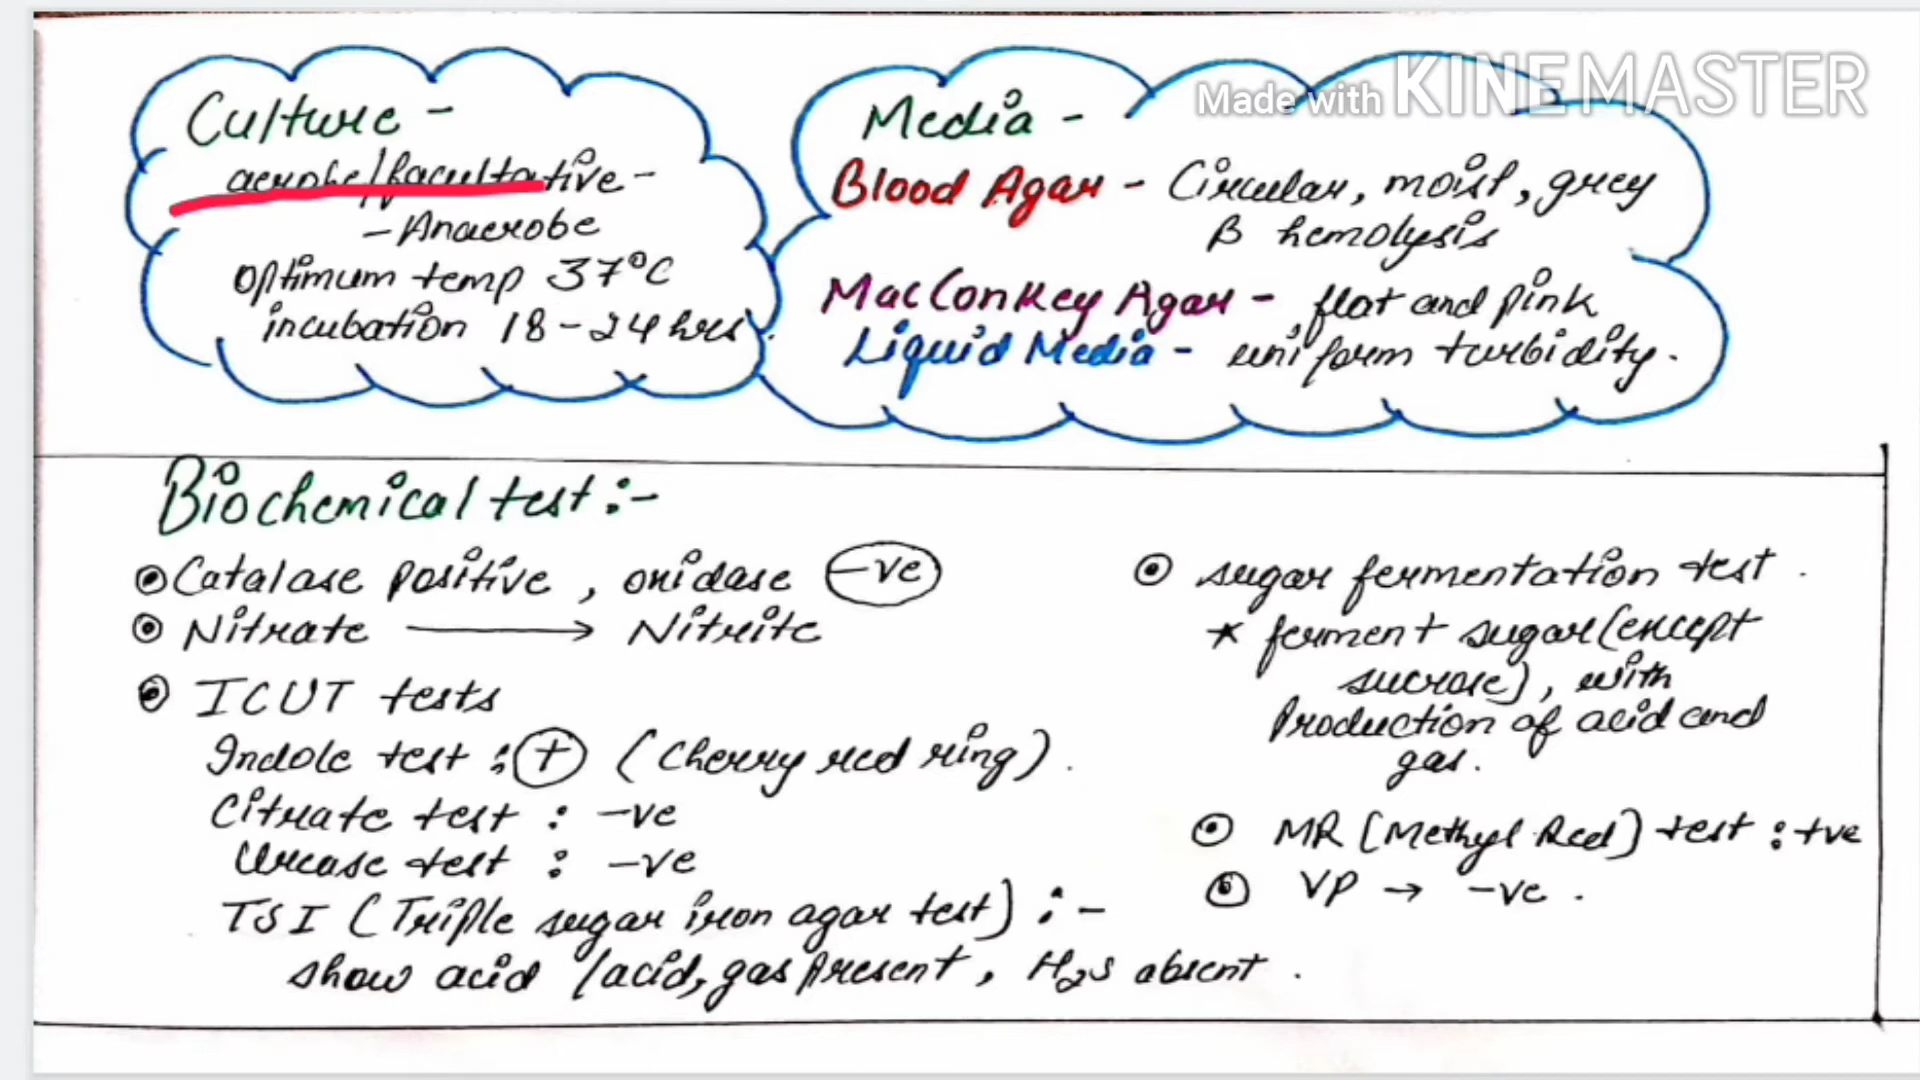 Made with KINEMASTER
Culture -
aerobe/facultative -
- Anaerobe
optimum temp 37°C
incubation 18-24 hrs.
Media -
Blood Agar - Circular, moist, grey
β hemolysis
MacConkey Agar - flat and pink
Liquid Media - uniform turbidity.
Biochemical test :-
Catalase positive, oxidase -ve
Nitrate → Nitrite
ICUT tests
Indole test : + (Cherry red ring).
Citrate test : -ve
Urease test : -ve
TSI (Triple sugar iron agar test) :-
show acid/acid, gas present, H2S absent.
sugar fermentation test.
* ferment sugar (except
sucrose), with
Production of acid and
gas.
MR [Methyl Red] test : +ve
VP → -ve.